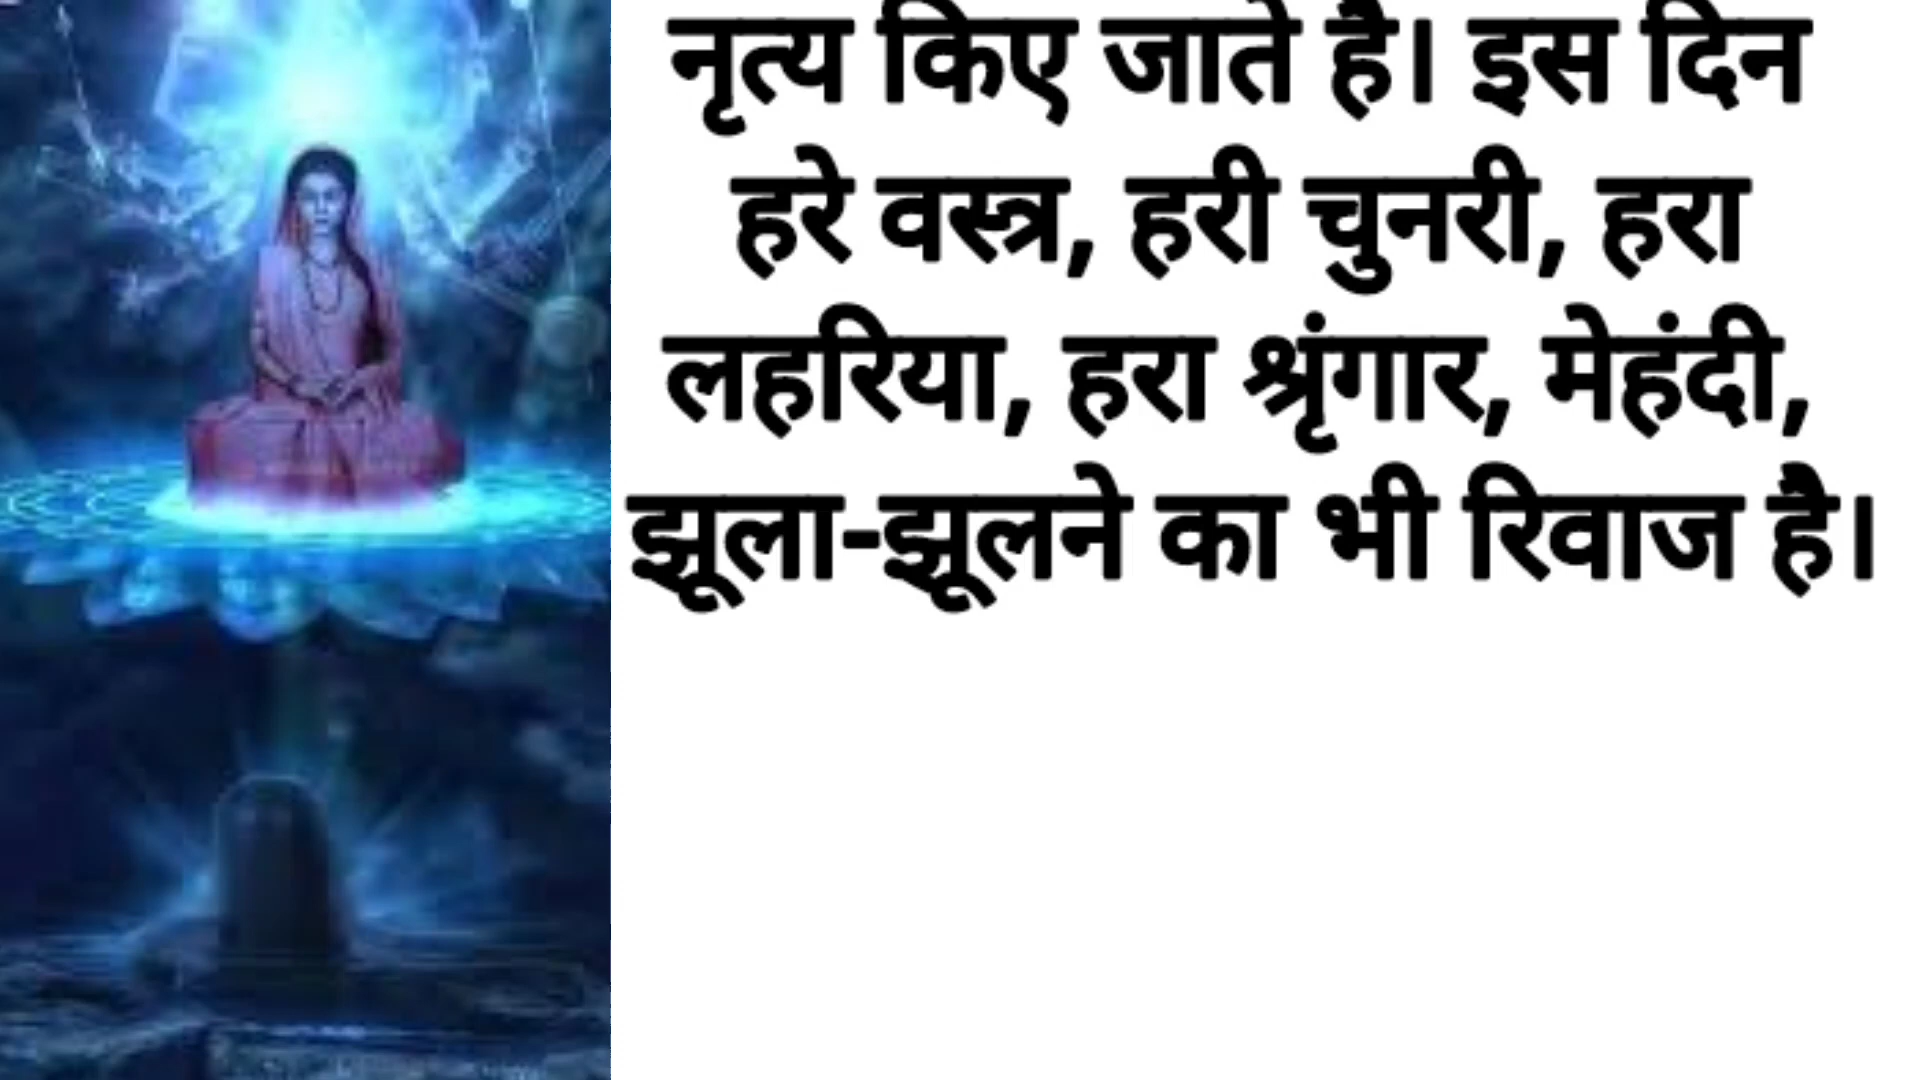 नृत्य किए जाते है। इस दिन
हरे वस्त्र, हरी चुनरी, हरा
लहरिया, हरा श्रृंगार, मेहंदी,
झूला-झूलने का भी रिवाज है।